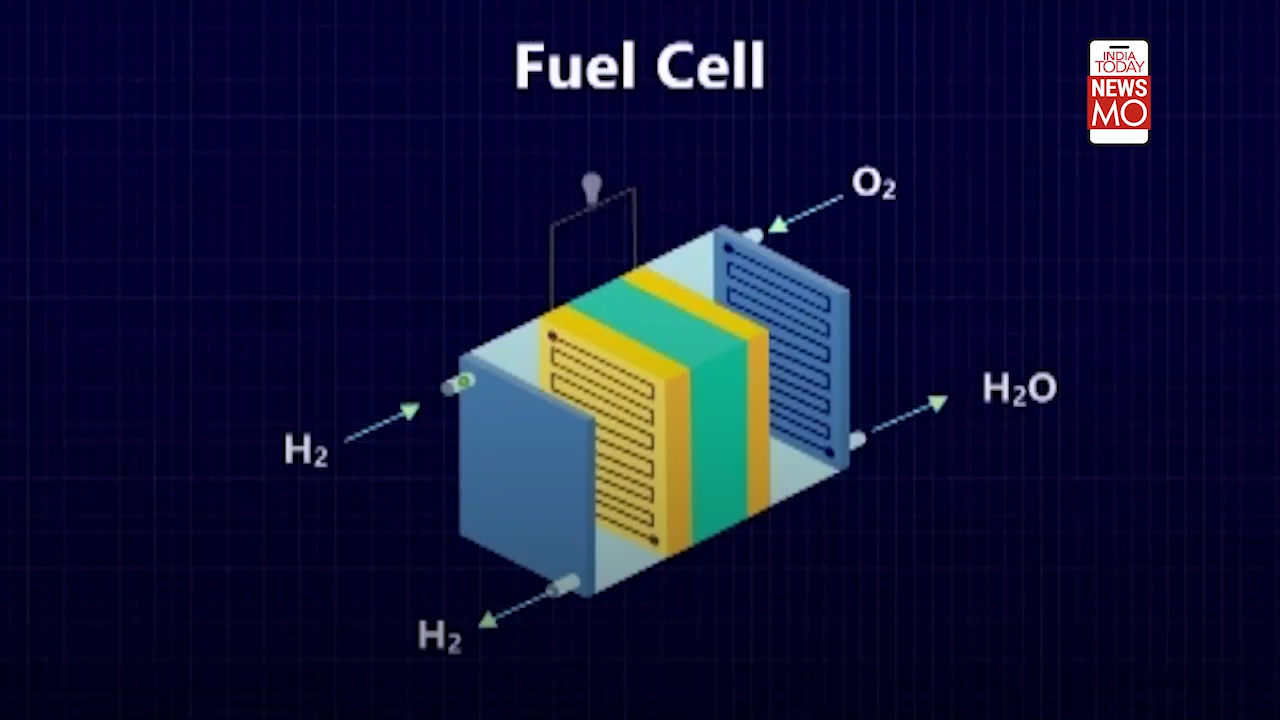 Fuel Cell
INDIA
TODAY
NEWS
MO
O₂
H₂O
H₂
H₂